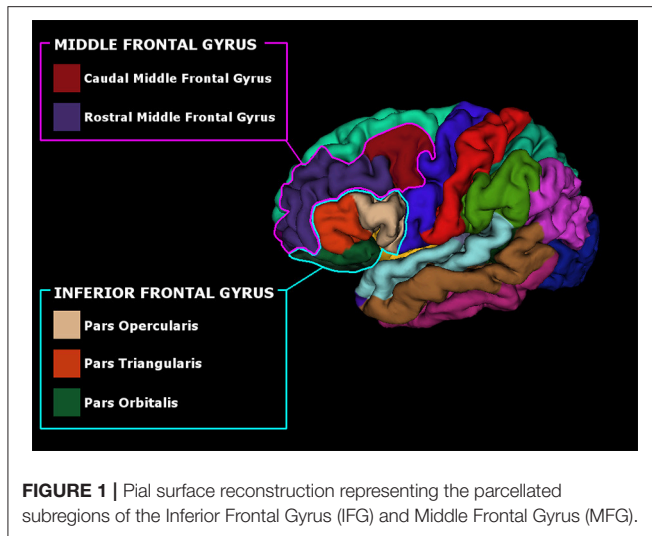 MIDDLE FRONTAL GYRUS
Caudal Middle Frontal Gyrus
Rostral Middle Frontal Gyrus
INFERIOR FRONTAL GYRUS
Pars Opercularis
Pars Triangularis
Pars Orbitalis
FIGURE 1 | Pial surface reconstruction representing the parcellated
subregions of the Inferior Frontal Gyrus (IFG) and Middle Frontal Gyrus (MFG).